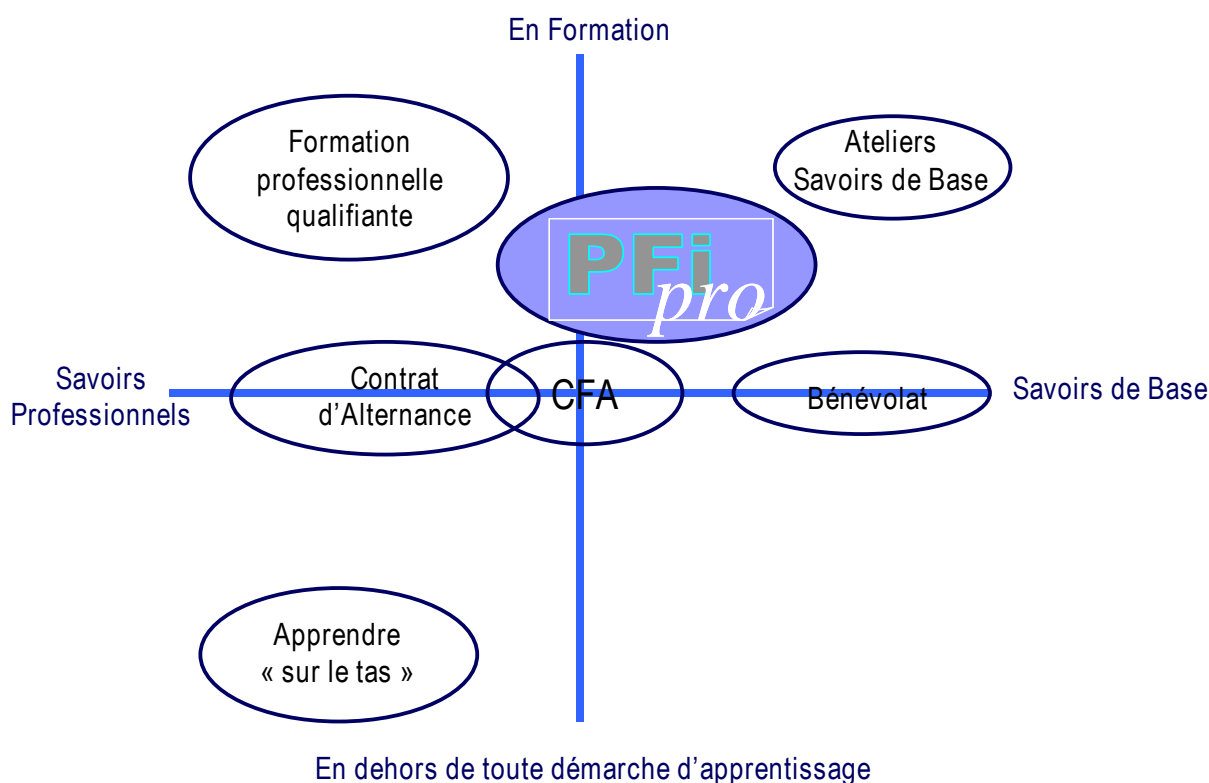 En Formation
Formation
professionnelle
qualifiante
Ateliers
Savoirs de Base
PFi
pro
Savoirs
Professionnels
Contrat
d’Alternance
CFA
Bénévolat
Savoirs de Base
Apprendre
« sur le tas »
En dehors de toute démarche d’apprentissage